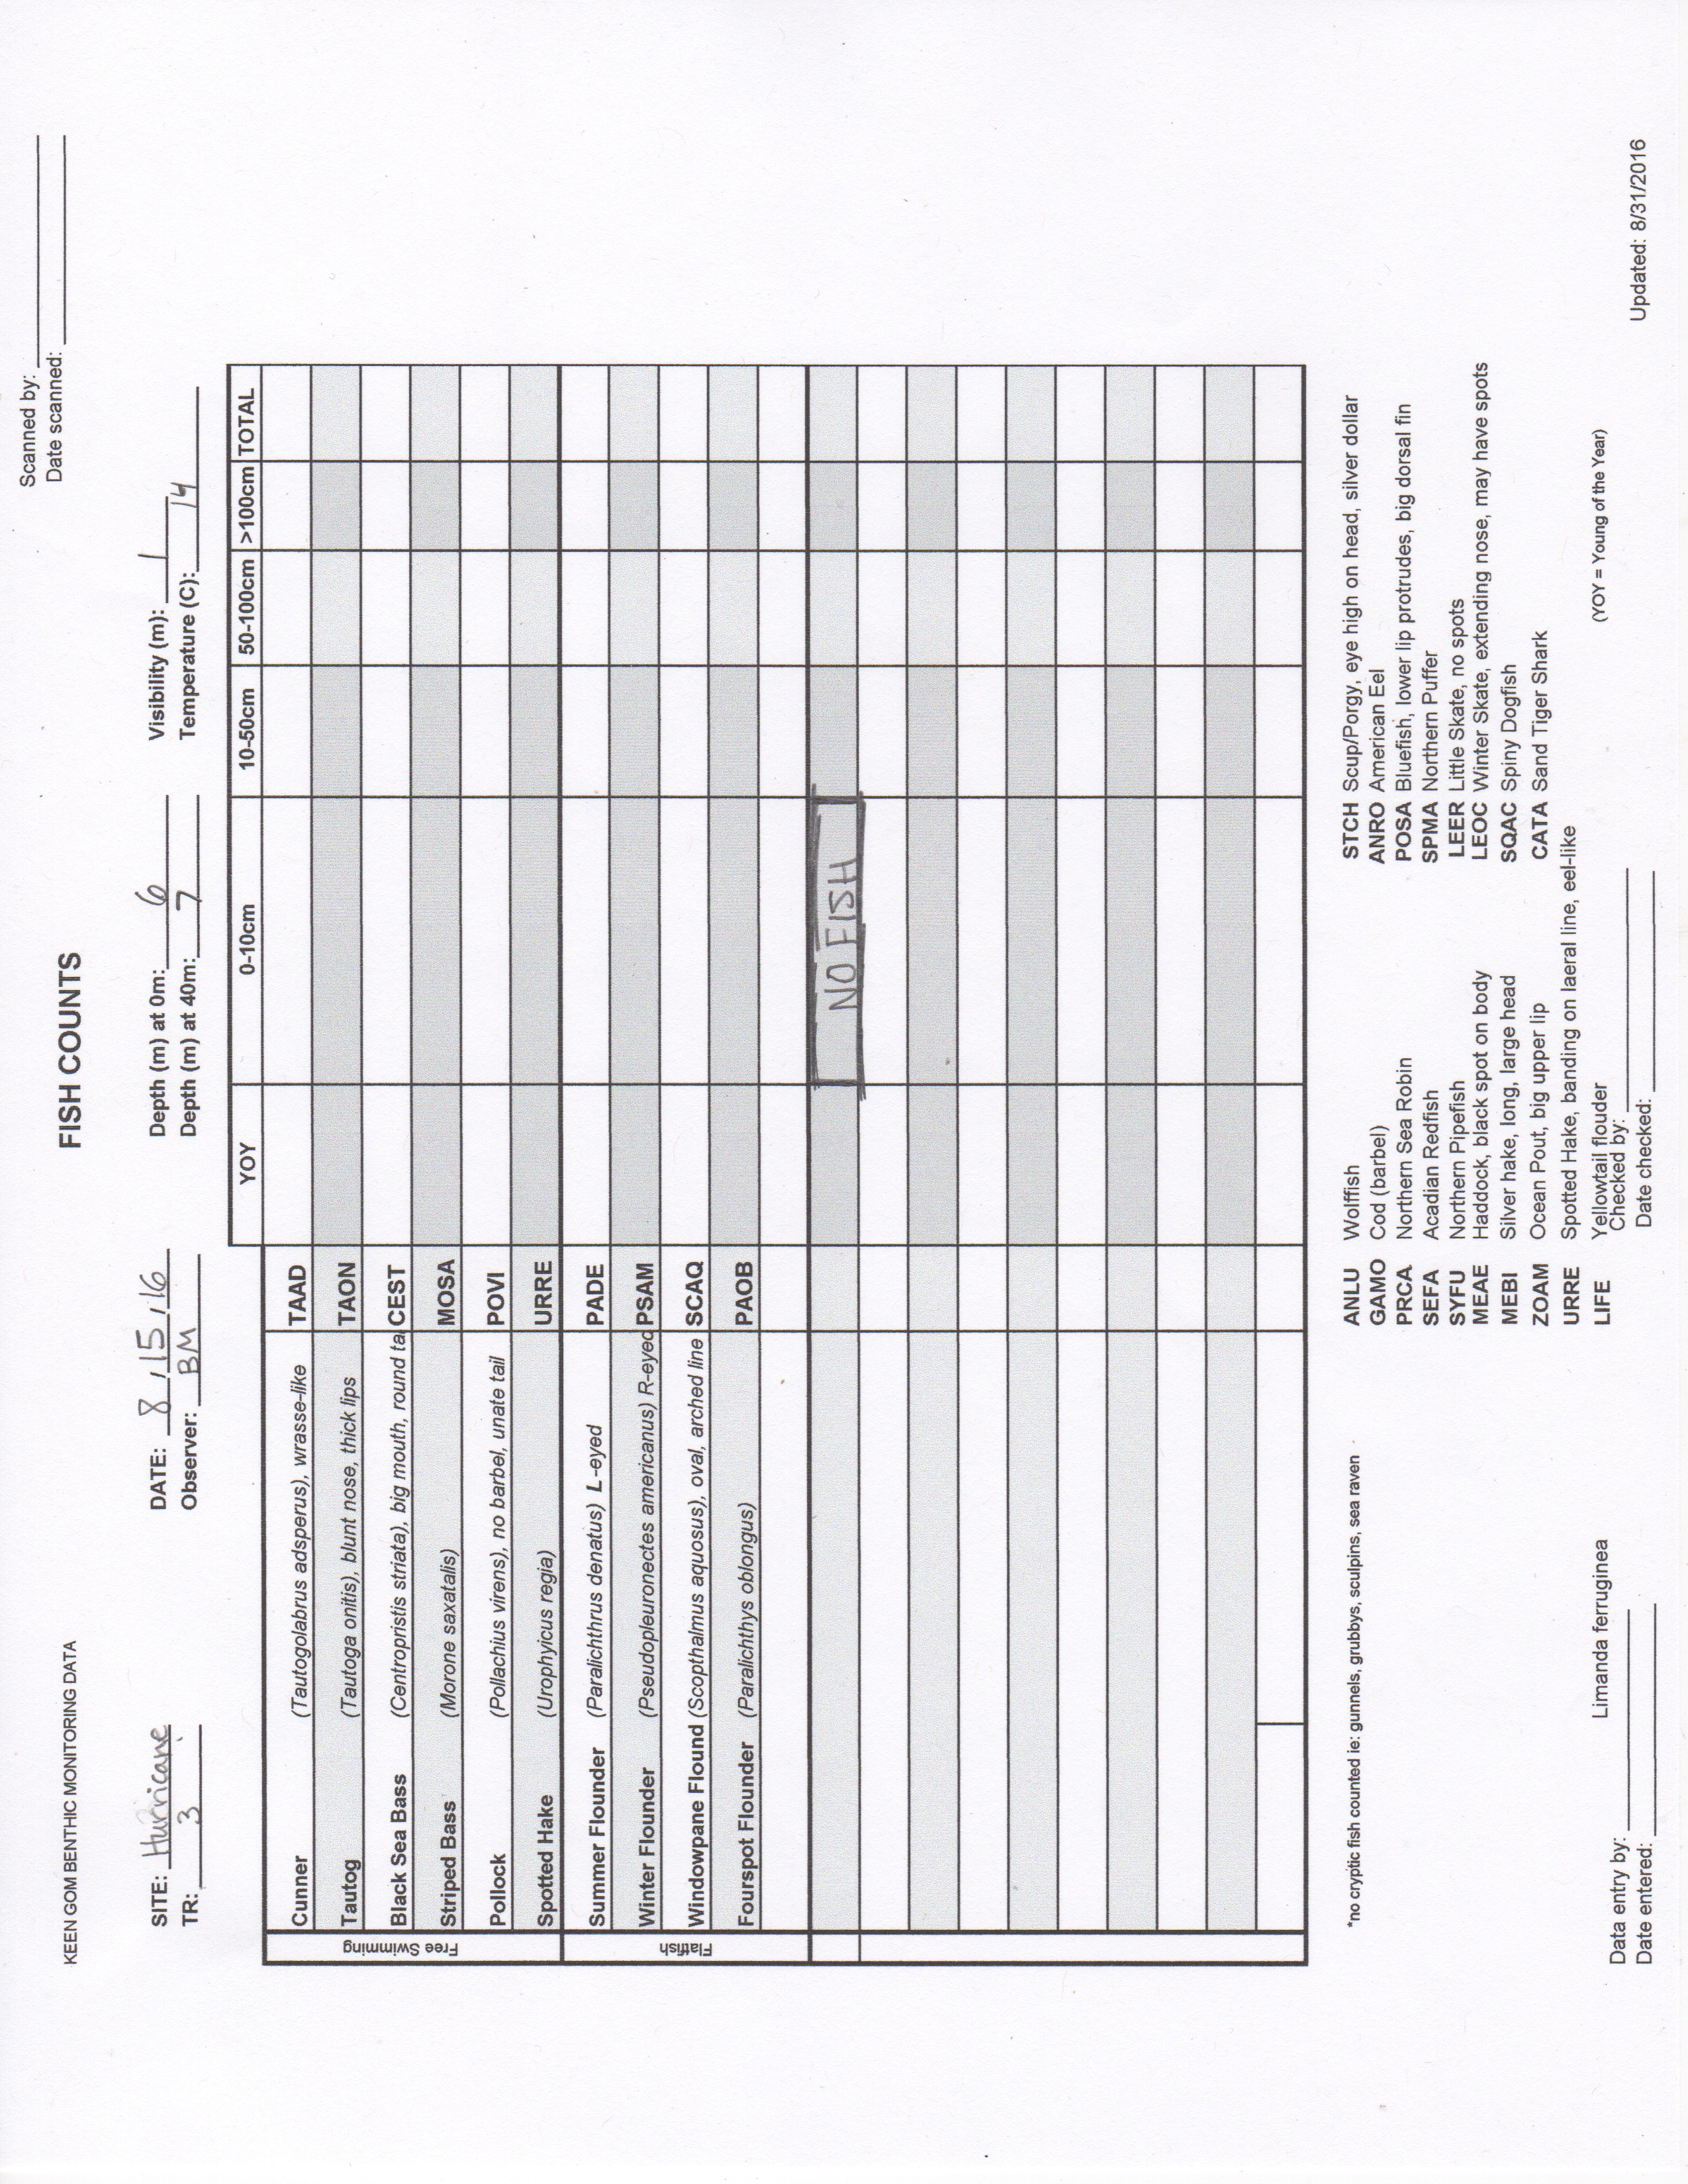 Scanned by:
Date scanned:
KEEN GOM BENTHIC MONITORING DATA
FISH COUNTS
SITE: Hurricane DATE: 8/15/16 Depth (m) at 0m: 6 Visibility (m): 1
TR: 3 Observer: BM Depth (m) at 40m: 7 Temperature (C): 14
YOY 0-10cm 10-50cm 50-100cm >100cm TOTAL
Free Swimming
Cunner (Tautogolabrus adsperus), wrasse-like TAAD
Tautog (Tautoga onitis), blunt nose, thick lips TAON
Black Sea Bass (Centropristis striata), big mouth, round ta CEST
Striped Bass (Morone saxatalis) MOSA
Pollock (Pollachius virens), no barbel, unate tail POVI
Spotted Hake (Urophyicus regia) URRE
Flatfish
Summer Flounder (Paralichthrus denatus) L-eyed PADE
Winter Flounder (Pseudopleuronectes americanus) R-eyed PSAM
Windowpane Flound (Scopthalmus aquosus), oval, arched line SCAQ
Fourspot Flounder (Paralichthys oblongus) PAOB
NO FISH
*no cryptic fish counted ie: gunnels, grubbys, sculpins, sea raven
ANLU Wolffish
GAMO Cod (barbel)
PRCA Northern Sea Robin
SEFA Acadian Redfish
SYFU Northern Pipefish
MEAE Haddock, black spot on body
MEBI Silver hake, long, large head
ZOAM Ocean Pout, big upper lip
URRE Spotted Hake, banding on laeral line, eel-like
Limanda ferruginea LIFE Yellowtail flouder
STCH Scup/Porgy, eye high on head, silver dollar
ANRO American Eel
POSA Bluefish, lower lip protrudes, big dorsal fin
SPMA Northern Puffer
LEER Little Skate, no spots
LEOC Winter Skate, extending nose, may have spots
SQAC Spiny Dogfish
CATA Sand Tiger Shark
(YOY = Young of the Year)
Data entry by: Checked by:
Date entered: Date checked: Updated: 8/31/2016